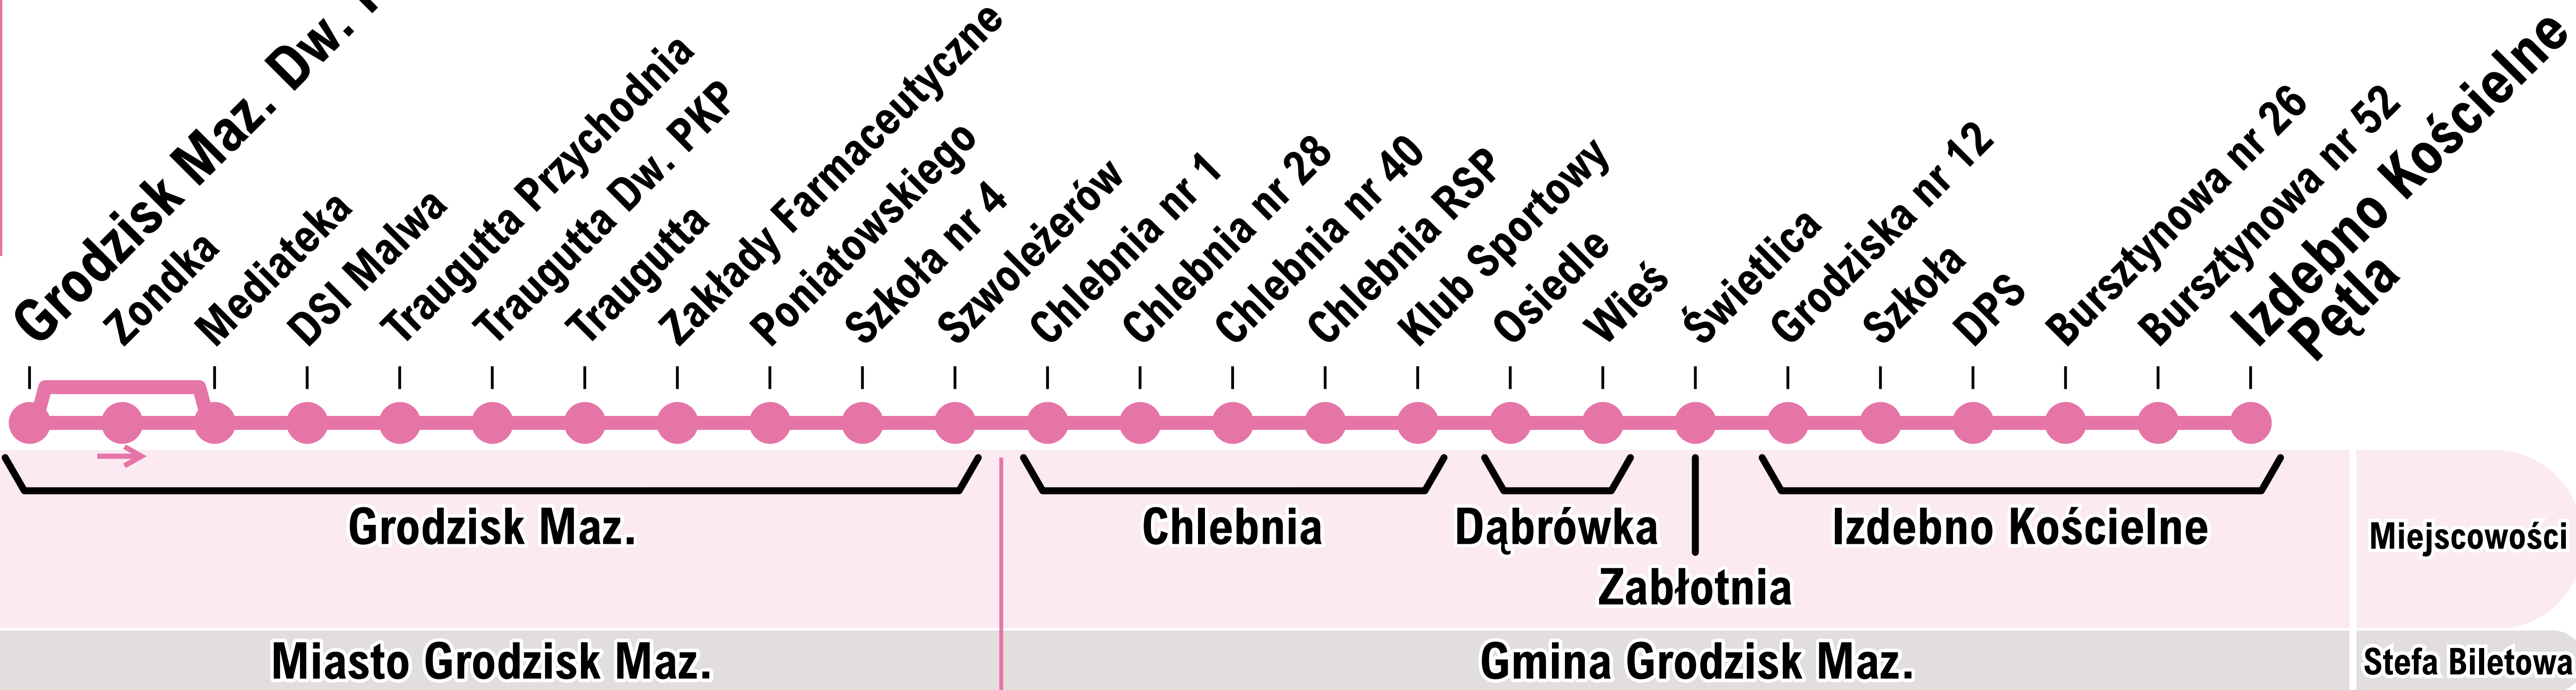 Grodzisk Maz. Dw.
Zondka
Mediateka
DSI Malwa
Traugutta Przychodnia
Traugutta Dw. PKP
Traugutta
Zakłady Farmaceutyczne
Poniatowskiego
Szkoła nr 4
Szwoleżerów
Chlebnia nr 1
Chlebnia nr 28
Chlebnia nr 40
Chlebnia RSP
Klub Sportowy
Osiedle
Wieś
Świetlica
Grodziska nr 12
Szkoła
DPS
Bursztynowa nr 26
Bursztynowa nr 52
Izdebno Kościelne
Pętla
Grodzisk Maz.
Chlebnia
Dąbrówka
Izdebno Kościelne
Miejscowości
Zabłotnia
Miasto Grodzisk Maz.
Gmina Grodzisk Maz.
Stefa Biletowa